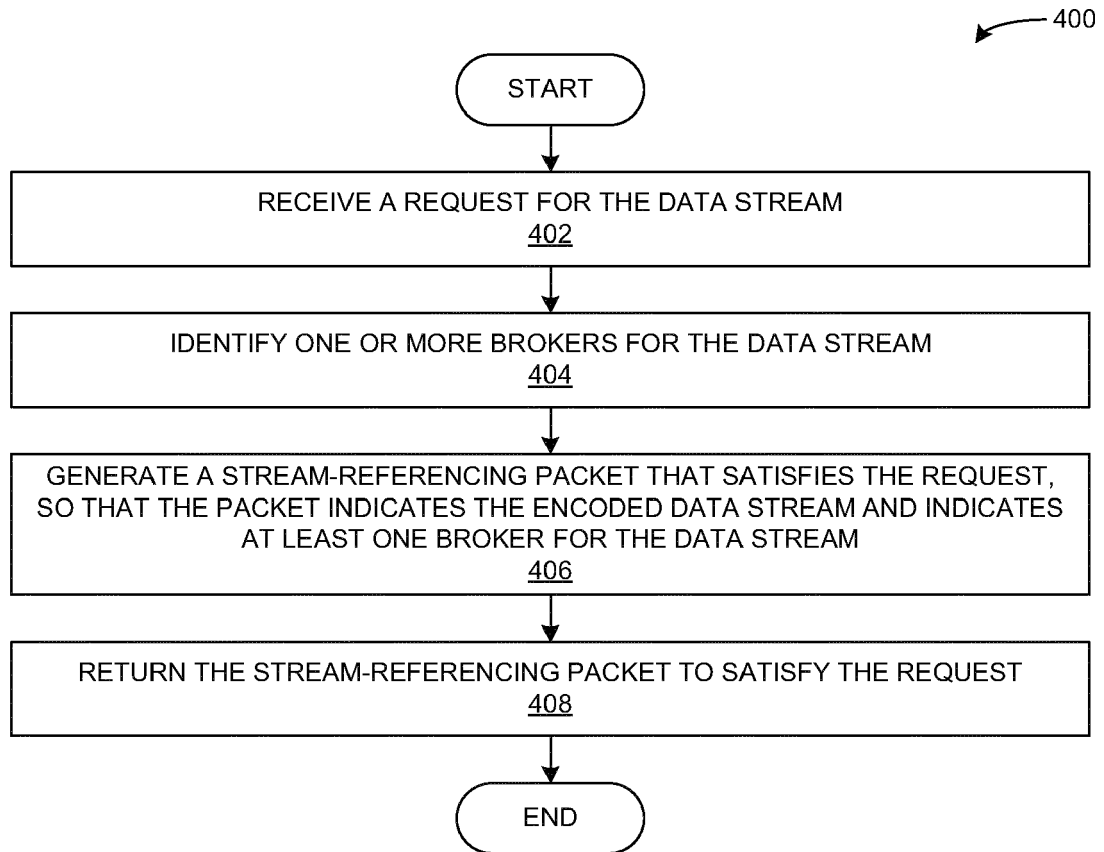 400
START
RECEIVE A REQUEST FOR THE DATA STREAM
402
IDENTIFY ONE OR MORE BROKERS FOR THE DATA STREAM
404
GENERATE A STREAM-REFERENCING PACKET THAT SATISFIES THE REQUEST,
SO THAT THE PACKET INDICATES THE ENCODED DATA STREAM AND INDICATES
AT LEAST ONE BROKER FOR THE DATA STREAM
406
RETURN THE STREAM-REFERENCING PACKET TO SATISFY THE REQUEST
408
END